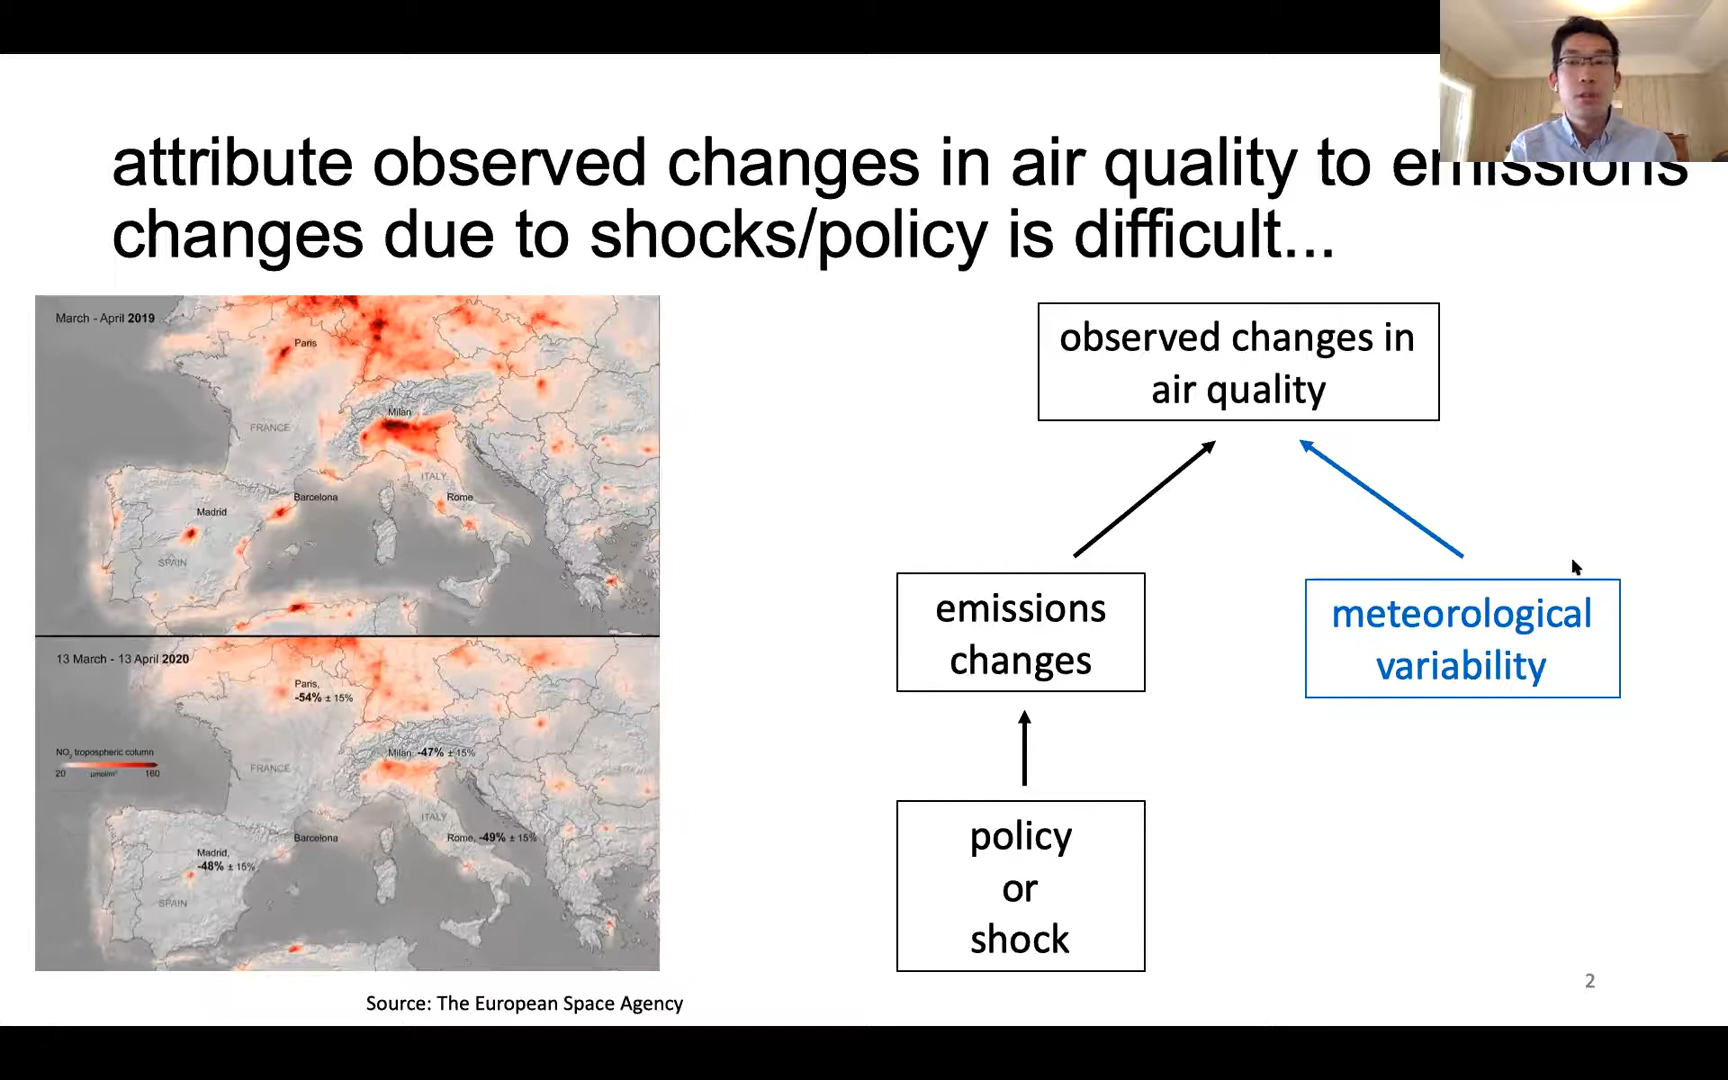 attribute observed changes in air quality to emissions
changes due to shocks/policy is difficult...
March - April 2019
Paris
Milan
FRANCE
ITALY
Barcelona
Rome
Madrid
SPAIN
13 March - 13 April 2020
Paris,
-54% ± 15%
NO₂ tropospheric column
20 μmol/m² 160
Milan, -47% ± 15%
FRANCE
ITALY
Barcelona
Rome, -49% ± 15%
Madrid,
-48% ± 15%
SPAIN
Source: The European Space Agency
observed changes in
air quality
emissions
changes
meteorological
variability
policy
or
shock
2